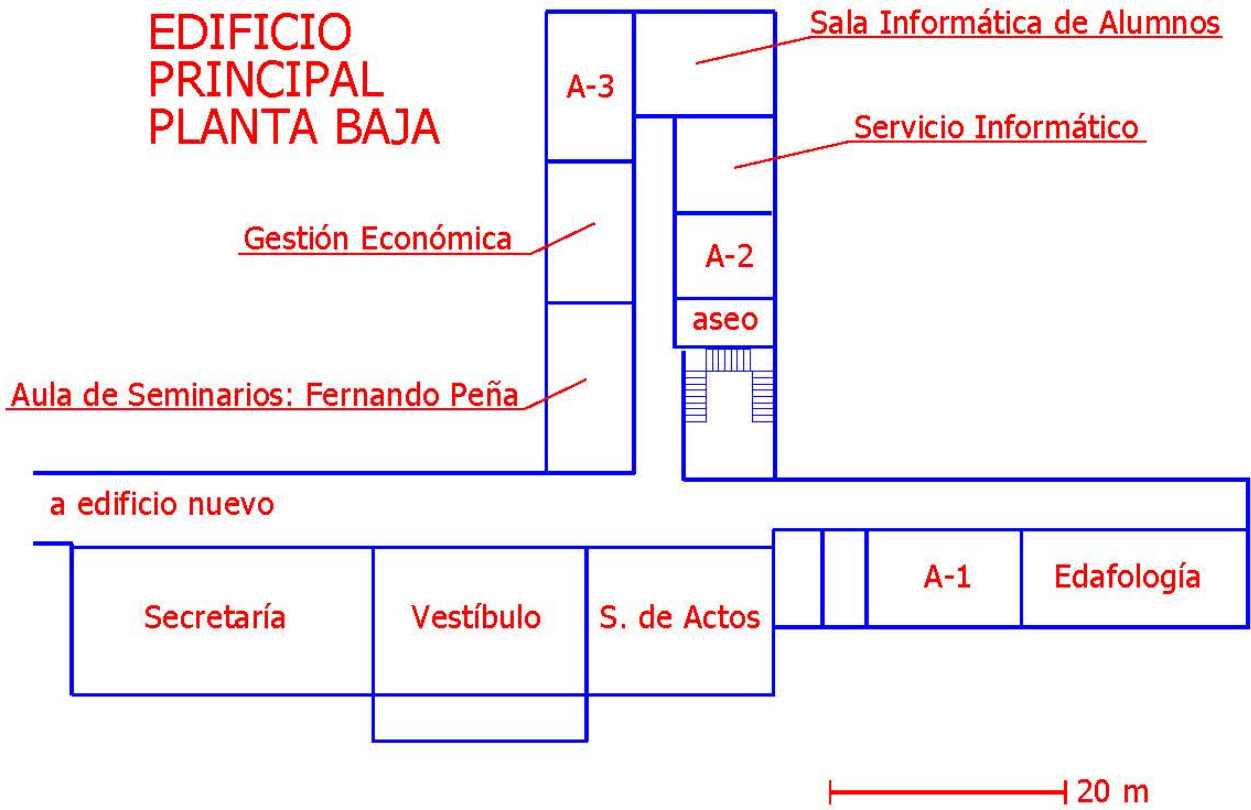 EDIFICIO
PRINCIPAL
PLANTA BAJA
Sala Informática de Alumnos
A-3
Servicio Informático
Gestión Económica
A-2
aseo
Aula de Seminarios: Fernando Peña
a edificio nuevo
A-1
Edafología
Secretaría
Vestíbulo
S. de Actos
20 m